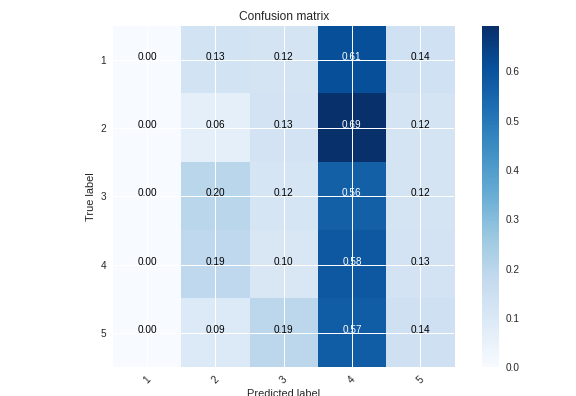 Confusion matrix
1 0.00 0.13 0.12 0.61 0.14
2 0.00 0.06 0.13 0.69 0.12
3 0.00 0.20 0.12 0.56 0.12
4 0.00 0.19 0.10 0.58 0.13
5 0.00 0.09 0.19 0.57 0.14
1 2 3 4 5
True label
Predicted label
0.6
0.5
0.4
0.3
0.2
0.1
0.0